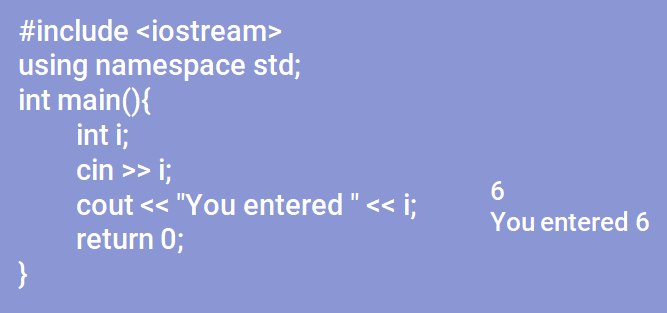 #include <iostream>
using namespace std;
int main(){
int i;
cin >> i;
cout << "You entered " << i;
return 0;
}
6
You entered 6